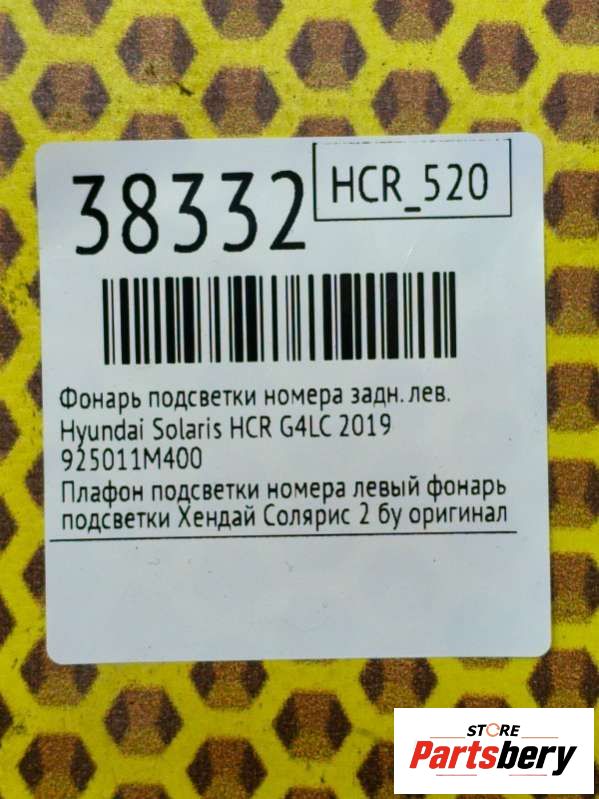 38332
HCR_520
Фонарь подсветки номера задн. лев.
Hyundai Solaris HCR G4LC 2019
925011M400
Плафон подсветки номера левый фонарь
подсветки Хендай Солярис 2 бу оригинал
STORE
Partsbery